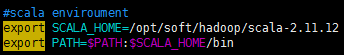 #scala enviroument
export SCALA_HOME=/opt/soft/hadoop/scala-2.11.12
export PATH=$PATH:$SCALA_HOME/bin